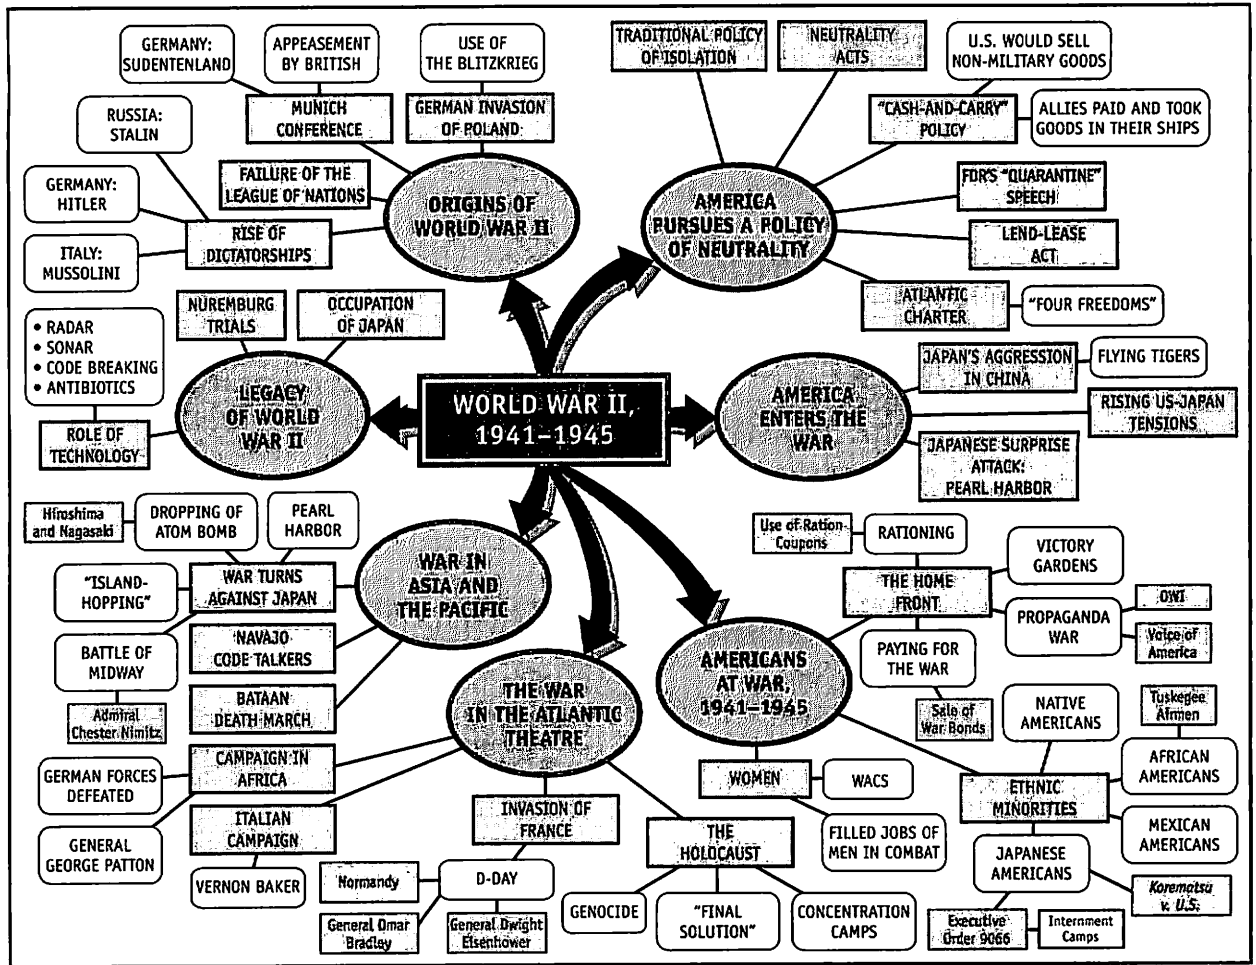 GERMANY:
SUDENTENLAND
APPEASEMENT
BY BRITISH
USE OF
THE BLITZKRIEG
RUSSIA:
STALIN
MUNICH
CONFERENCE
GERMAN INVASION
OF POLAND
GERMANY:
HITLER
FAILURE OF THE
LEAGUE OF NATIONS
ORIGINS OF
WORLD WAR II
ITALY:
MUSSOLINI
RISE OF
DICTATORSHIPS
TRADITIONAL POLICY
OF ISOLATION
NEUTRALITY
ACTS
U.S. WOULD SELL
NON-MILITARY GOODS
"CASH-AND-CARRY"
POLICY
ALLIES PAID AND TOOK
GOODS IN THEIR SHIPS
AMERICA
PURSUES A POLICY
OF NEUTRALITY
FDR'S "QUARANTINE"
SPEECH
LEND-LEASE
ACT
ATLANTIC
CHARTER
"FOUR FREEDOMS"
NUREMBURG
TRIALS
OCCUPATION
OF JAPAN
• RADAR
• SONAR
• CODE BREAKING
• ANTIBIOTICS
LEGACY
OF WORLD
WAR II
ROLE OF
TECHNOLOGY
WORLD WAR II,
1941–1945
AMERICA
ENTERS THE
WAR
JAPAN'S AGGRESSION
IN CHINA
FLYING TIGERS
RISING US-JAPAN
TENSIONS
JAPANESE SURPRISE
ATTACK:
PEARL HARBOR
Hiroshima
and Nagasaki
DROPPING OF
ATOM BOMB
PEARL
HARBOR
WAR IN
ASIA AND
THE PACIFIC
"ISLAND-
HOPPING"
WAR TURNS
AGAINST JAPAN
BATTLE OF
MIDWAY
NAVAJO
CODE TALKERS
Admiral
Chester Nimitz
BATAAN
DEATH MARCH
THE WAR
IN THE ATLANTIC
THEATRE
GERMAN FORCES
DEFEATED
CAMPAIGN IN
AFRICA
GENERAL
GEORGE PATTON
ITALIAN
CAMPAIGN
VERNON BAKER
INVASION OF
FRANCE
Normandy
D-DAY
General Omar
Bradley
General Dwight
Eisenhower
THE
HOLOCAUST
GENOCIDE
"FINAL
SOLUTION"
CONCENTRATION
CAMPS
Use of Ration-
Coupons
RATIONING
VICTORY
GARDENS
THE HOME
FRONT
PROPAGANDA
WAR
OWI
Voice of
America
PAYING FOR
THE WAR
Sale of
War Bonds
AMERICANS
AT WAR,
1941–1945
WOMEN
WACS
FILLED JOBS OF
MEN IN COMBAT
NATIVE
AMERICANS
Tuskegee
Airmen
AFRICAN
AMERICANS
ETHNIC
MINORITIES
MEXICAN
AMERICANS
JAPANESE
AMERICANS
Korematsu
v. U.S.
Executive
Order 9066
Internment
Camps